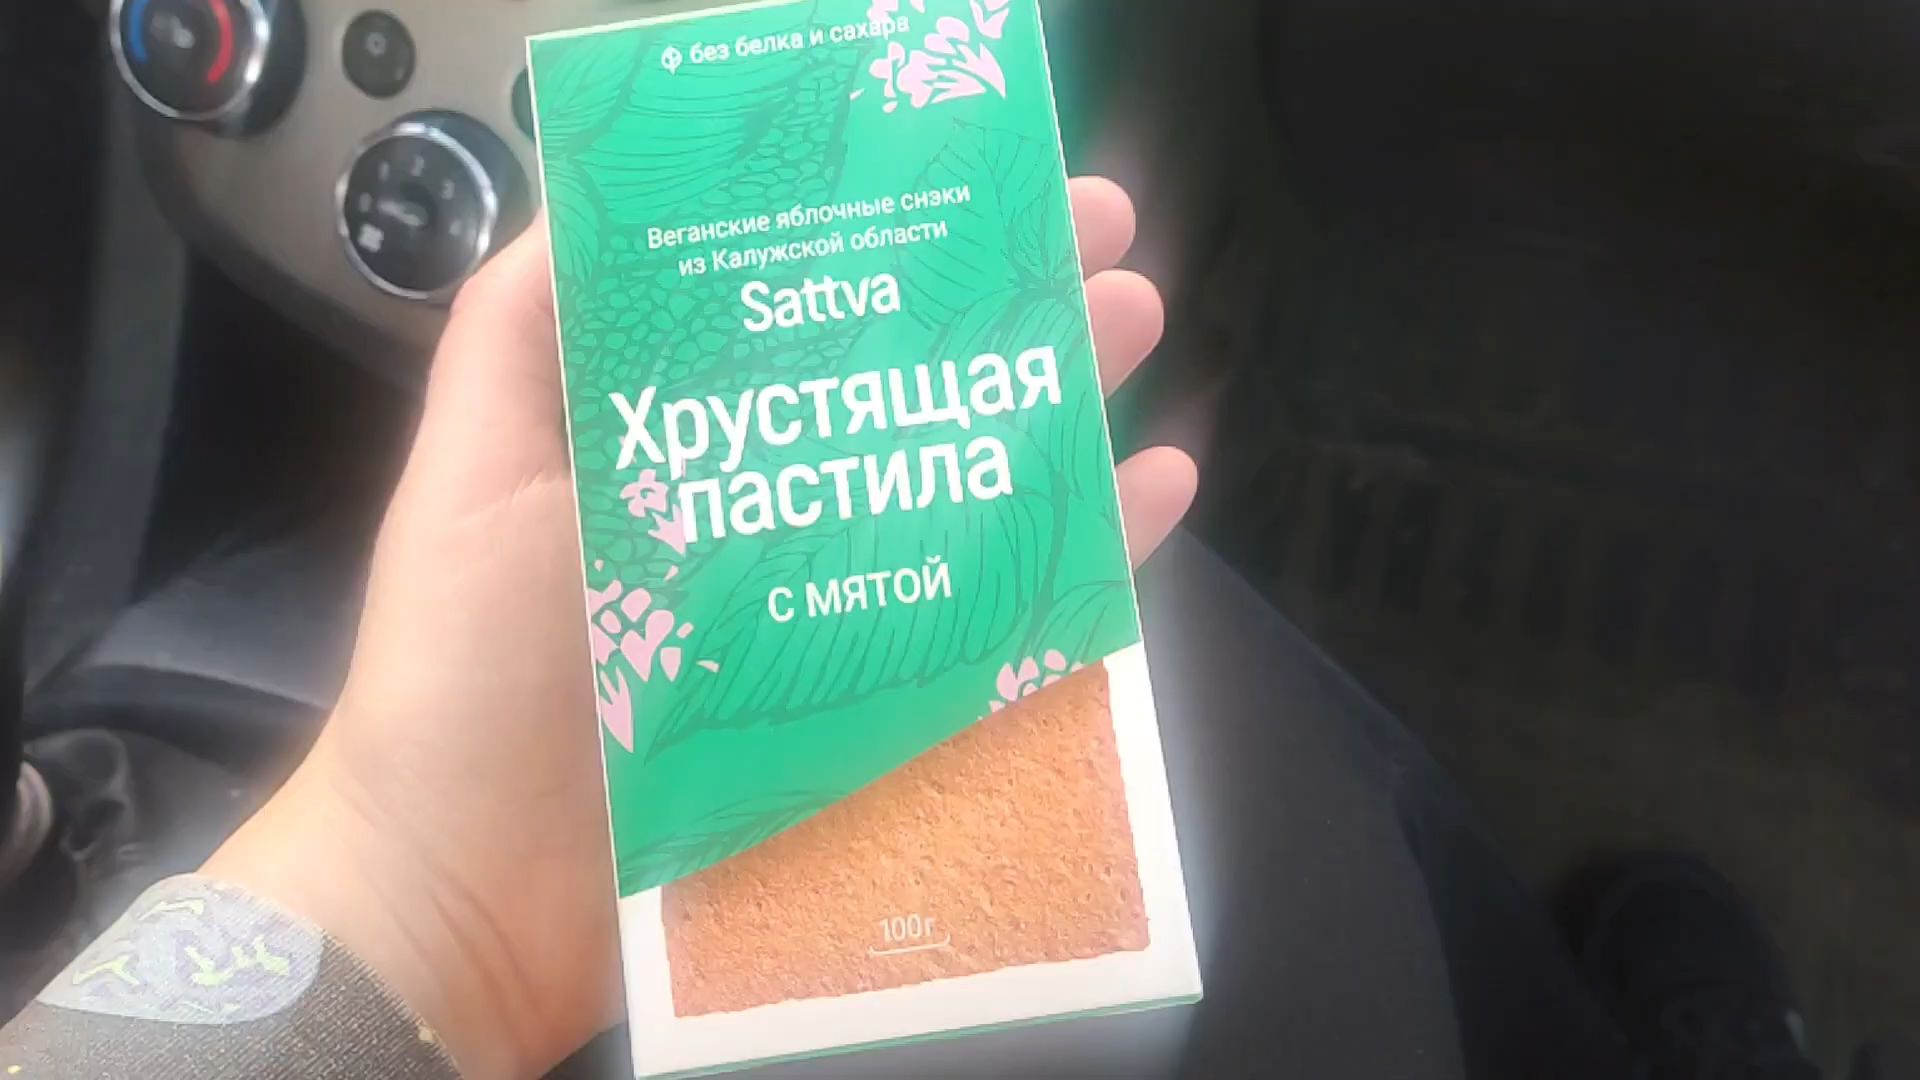 без белка и сахара
Веганские яблочные снэки
из Калужской области
Sattva
Хрустящая
пастила
с мятой
100г